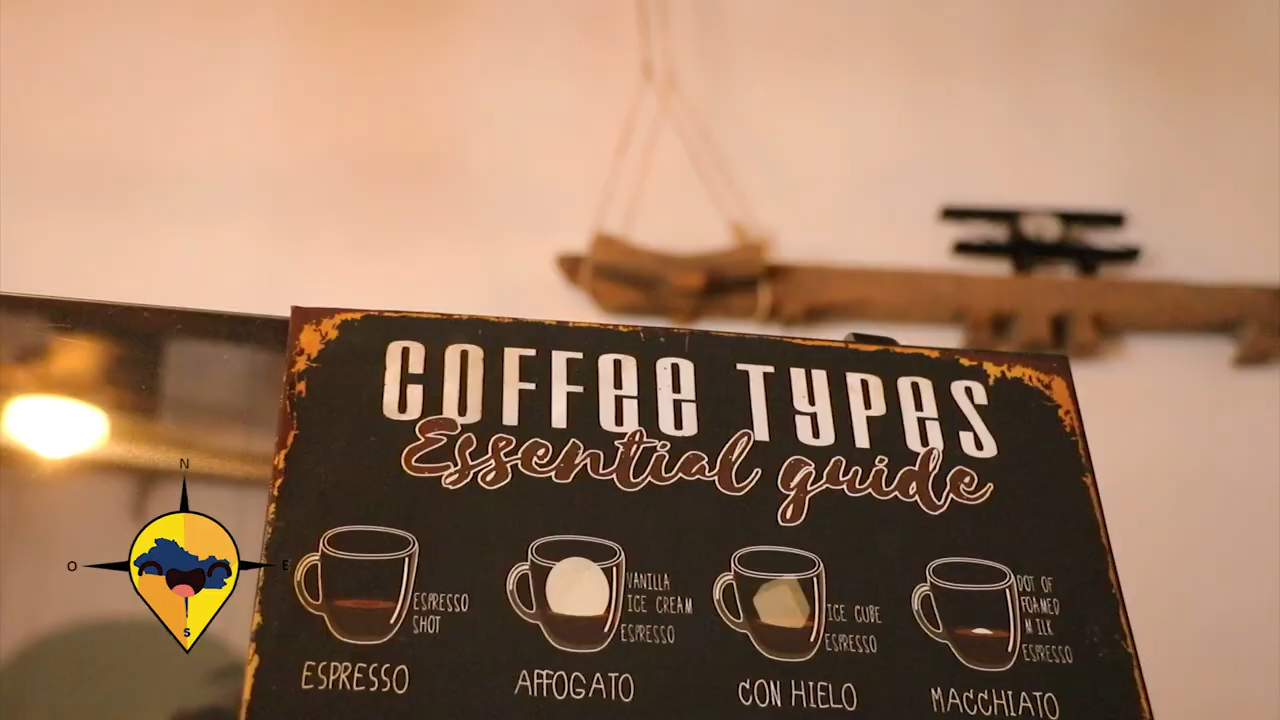 COFFEE TYPES
Essential guide
ESPRESSO
SHOT
ESPRESSO
VANILLA
ICE CREAM
ESPRESSO
AFFOGATO
ICE CUBE
ESPRESSO
CON HIELO
DOT OF
FOAMED
MILK
ESPRESSO
MACCHIATO
N
O
E
S